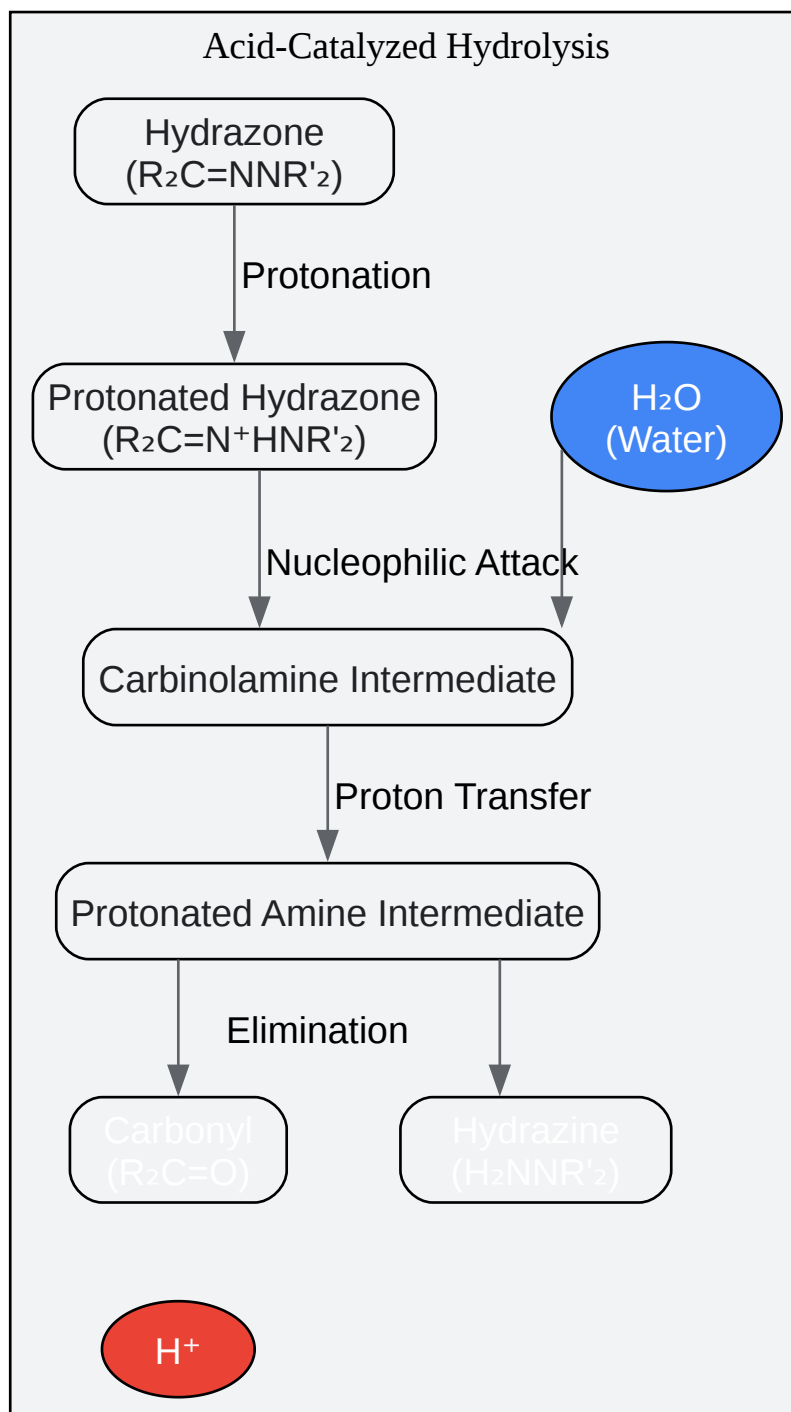 Acid-Catalyzed Hydrolysis
Hydrazone
(R₂C=NNR'₂)
Protonation
Protonated Hydrazone
(R₂C=N⁺HNR'₂)
H₂O
(Water)
Nucleophilic Attack
Carbinolamine Intermediate
Proton Transfer
Protonated Amine Intermediate
Elimination
Carbonyl
(R₂C=O)
Hydrazine
(H₂NNR'₂)
H⁺